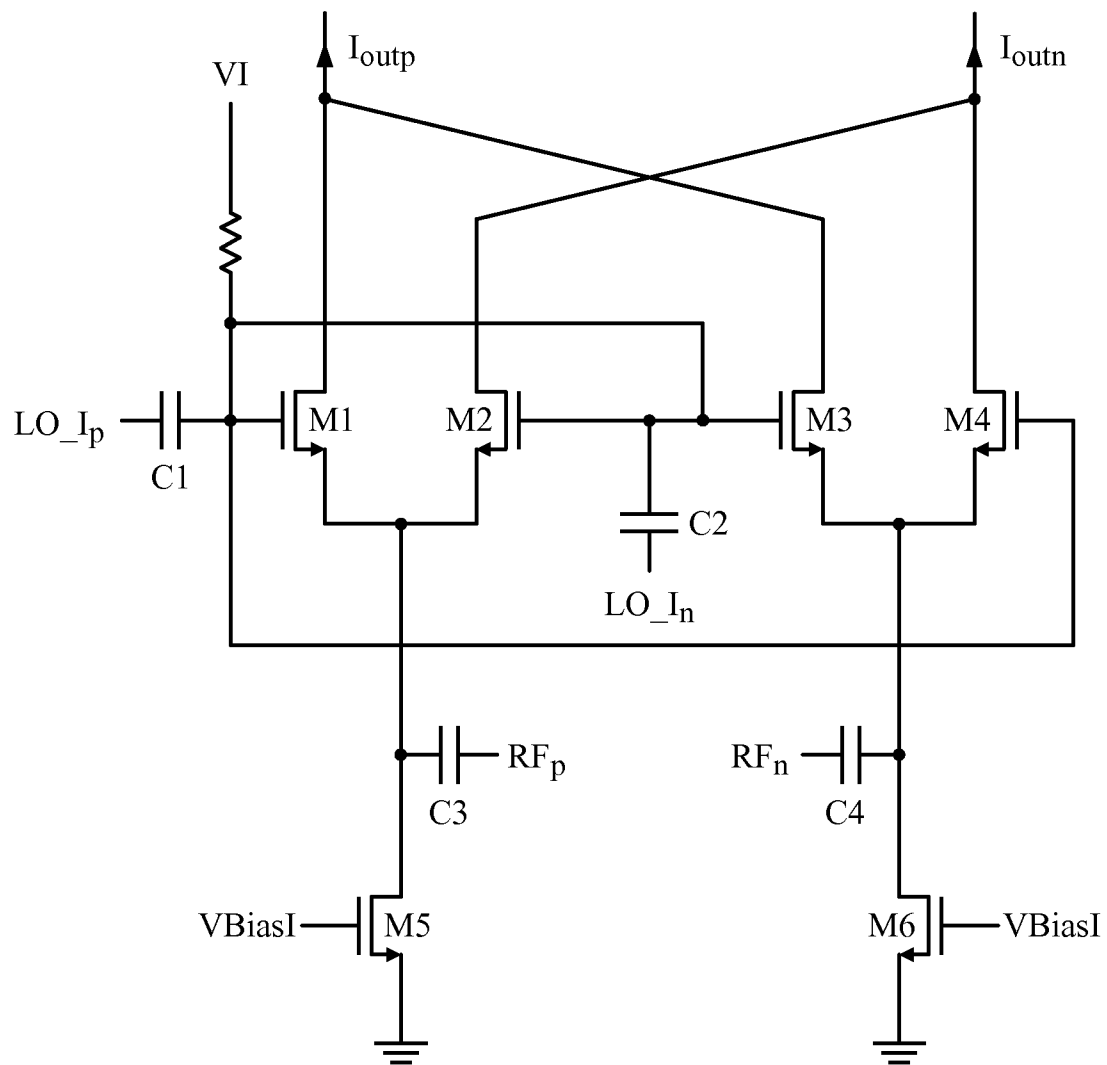 I_outp
I_outn
VI
M1
M2
M3
M4
LO_I_p
C1
C2
LO_I_n
RF_p
RF_n
C3
C4
VBiasI
M5
M6
VBiasI